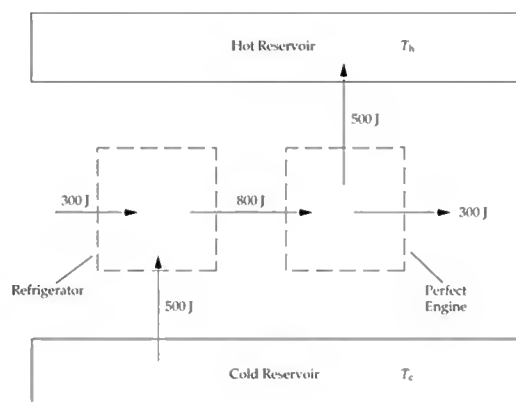 Hot Reservoir T_h
500 J
300 J
800 J
300 J
Refrigerator
500 J
Perfect
Engine
Cold Reservoir T_c